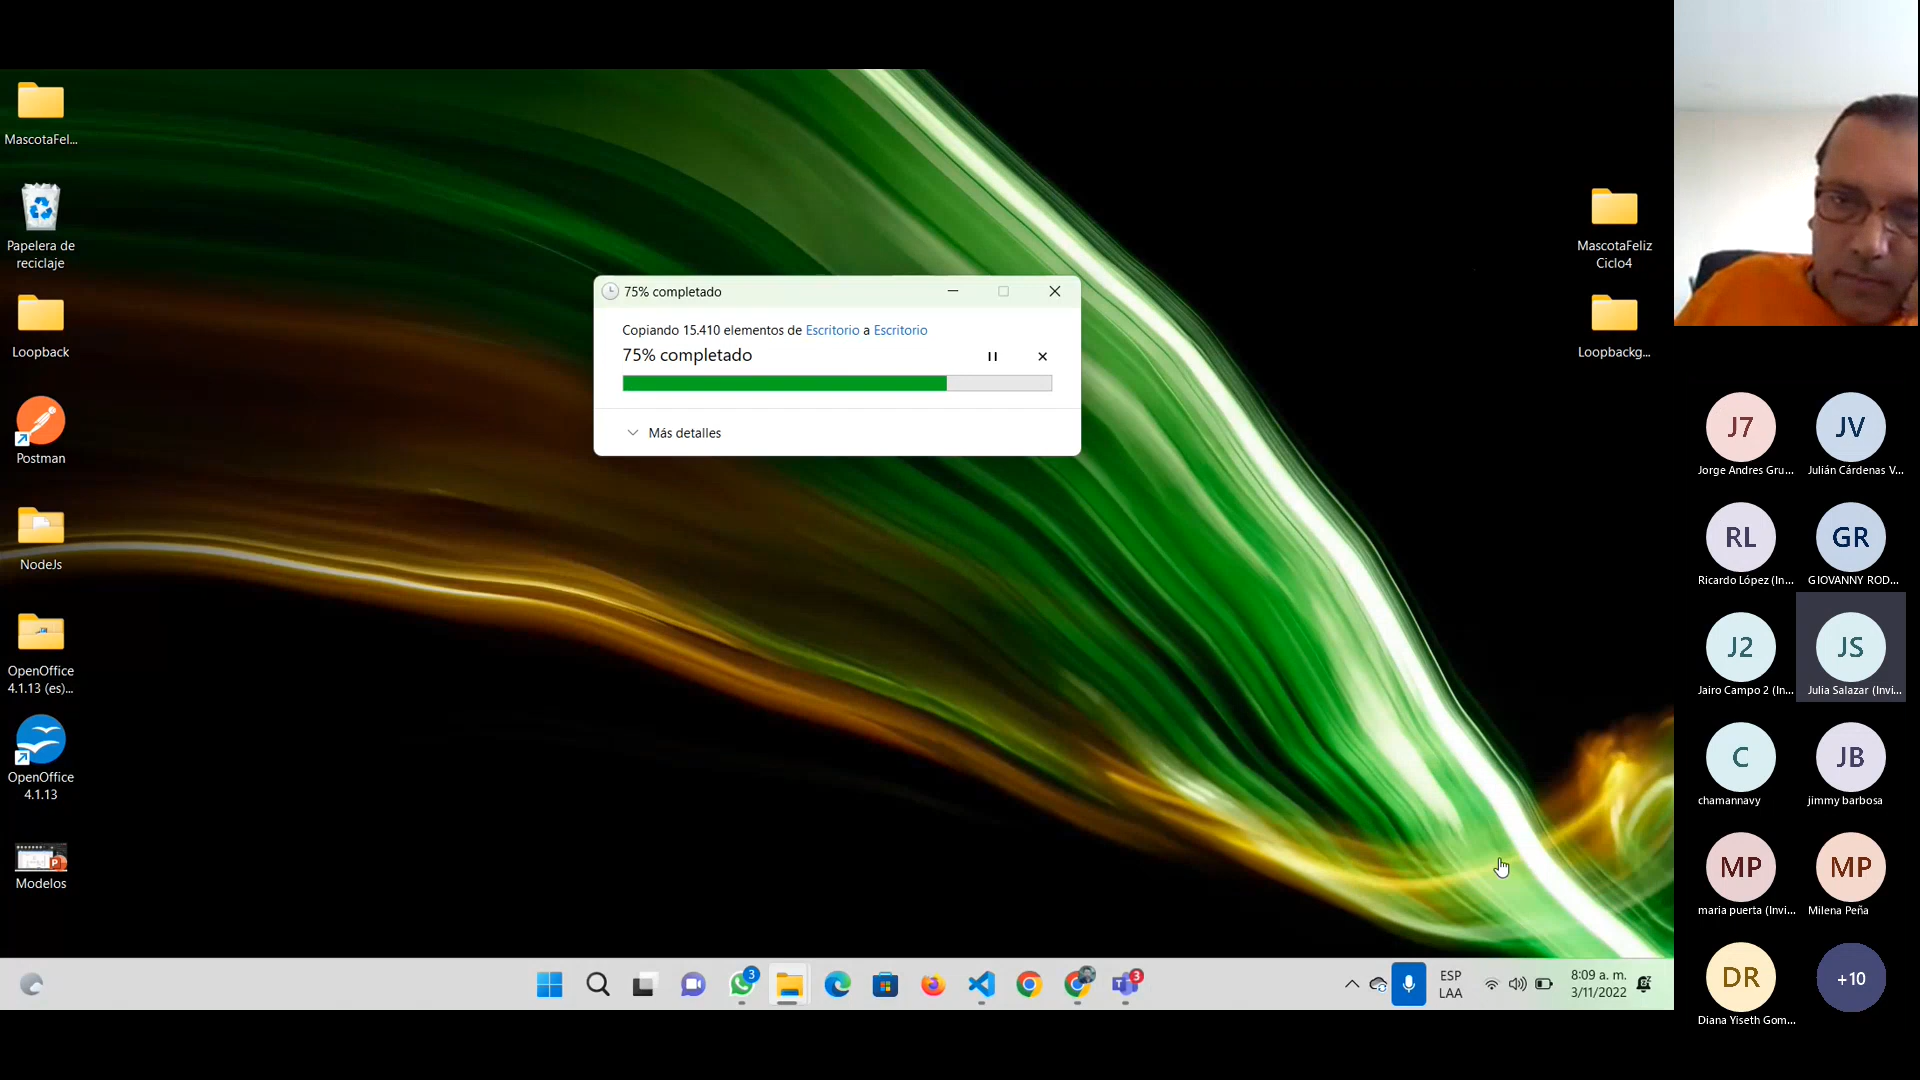 MascotaFel...
Papelera de
reciclaje
Loopback
Postman
NodeJs
OpenOffice
4.1.13 (es)...
OpenOffice
4.1.13
Modelos
75% completado
Copiando 15.410 elementos de Escritorio a Escritorio
75% completado
Más detalles
MascotaFeliz
Ciclo4
Loopbackg...
J7
Jorge Andres Gru...
JV
Julián Cárdenas V...
RL
Ricardo López (In...
GR
GIOVANNY ROD...
J2
Jairo Campo 2 (In...
JS
Julia Salazar (Invi...
C
chamannavy
JB
jimmy barbosa
MP
maria puerta (Invi...
MP
Milena Peña
DR
Diana Yiseth Gom...
+10
3
3
ESP
LAA
8:09 a. m.
3/11/2022